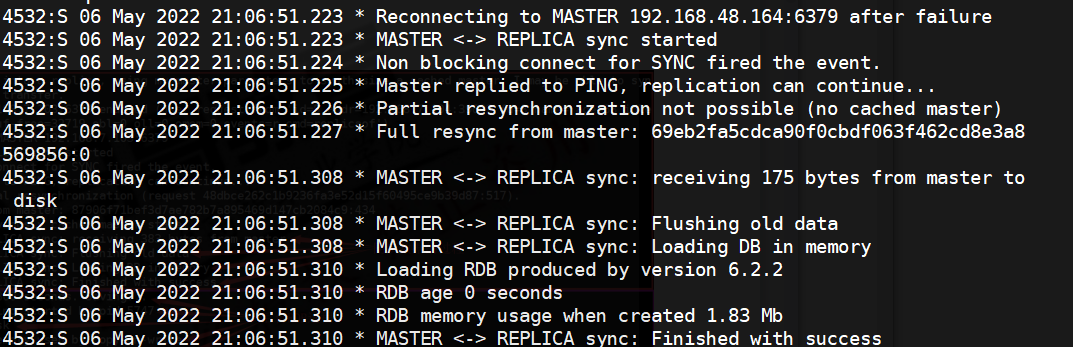 4532:S 06 May 2022 21:06:51.223 * Reconnecting to MASTER 192.168.48.164:6379 after failure
4532:S 06 May 2022 21:06:51.223 * MASTER <-> REPLICA sync started
4532:S 06 May 2022 21:06:51.224 * Non blocking connect for SYNC fired the event.
4532:S 06 May 2022 21:06:51.225 * Master replied to PING, replication can continue...
4532:S 06 May 2022 21:06:51.226 * Partial resynchronization not possible (no cached master)
4532:S 06 May 2022 21:06:51.227 * Full resync from master: 69eb2fa5cdca90f0cbdf063f462cd8e3a8
569856:0
4532:S 06 May 2022 21:06:51.308 * MASTER <-> REPLICA sync: receiving 175 bytes from master to
disk
4532:S 06 May 2022 21:06:51.308 * MASTER <-> REPLICA sync: Flushing old data
4532:S 06 May 2022 21:06:51.308 * MASTER <-> REPLICA sync: Loading DB in memory
4532:S 06 May 2022 21:06:51.310 * Loading RDB produced by version 6.2.2
4532:S 06 May 2022 21:06:51.310 * RDB age 0 seconds
4532:S 06 May 2022 21:06:51.310 * RDB memory usage when created 1.83 Mb
4532:S 06 May 2022 21:06:51.310 * MASTER <-> REPLICA sync: Finished with success